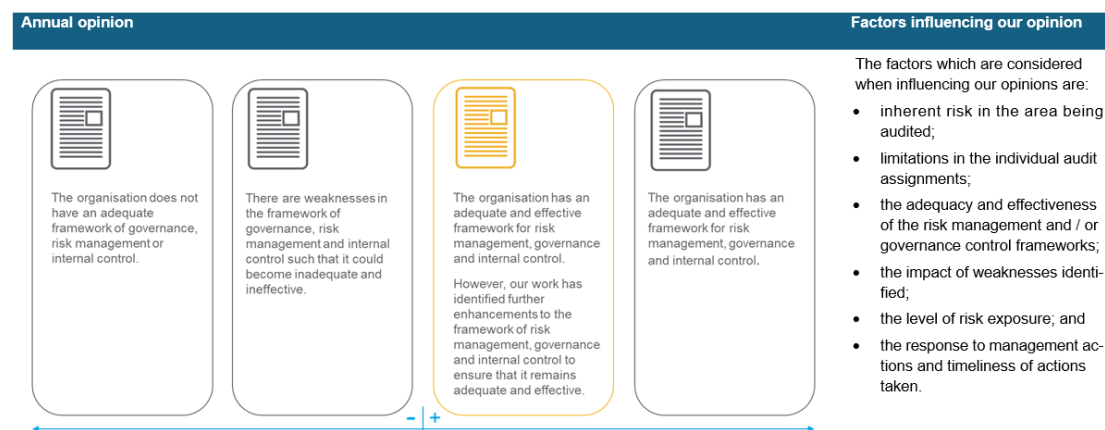 Annual opinion
Factors influencing our opinion
The organisation does not
have an adequate
framework of governance,
risk management or
internal control.
There are weaknesses in
the framework of
governance, risk
management and internal
control such that it could
become inadequate and
ineffective.
The organisation has an
adequate and effective
framework for risk
management, governance
and internal control.
However, our work has
identified further
enhancements to the
framework of risk
management, governance
and internal control to
ensure that it remains
adequate and effective.
The organisation has an
adequate and effective
framework for risk
management, governance
and internal control.
- +
The factors which are considered
when influencing our opinions are:
• inherent risk in the area being
audited;
• limitations in the individual audit
assignments;
• the adequacy and effectiveness
of the risk management and / or
governance control frameworks;
• the impact of weaknesses identi-
fied;
• the level of risk exposure; and
• the response to management ac-
tions and timeliness of actions
taken.